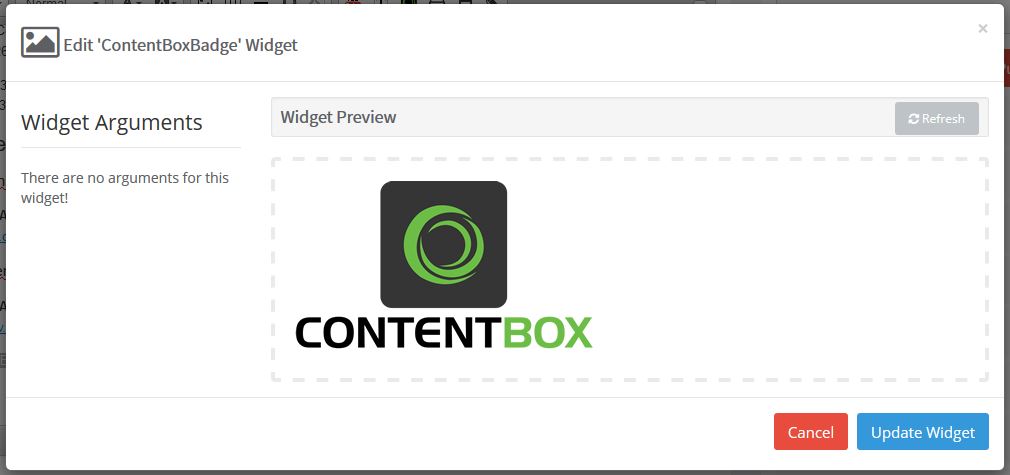 Normal
×
Edit 'ContentBoxBadge' Widget
Widget Arguments
There are no arguments for this
widget!
Widget Preview
Refresh
CONTENTBOX
Cancel
Update Widget